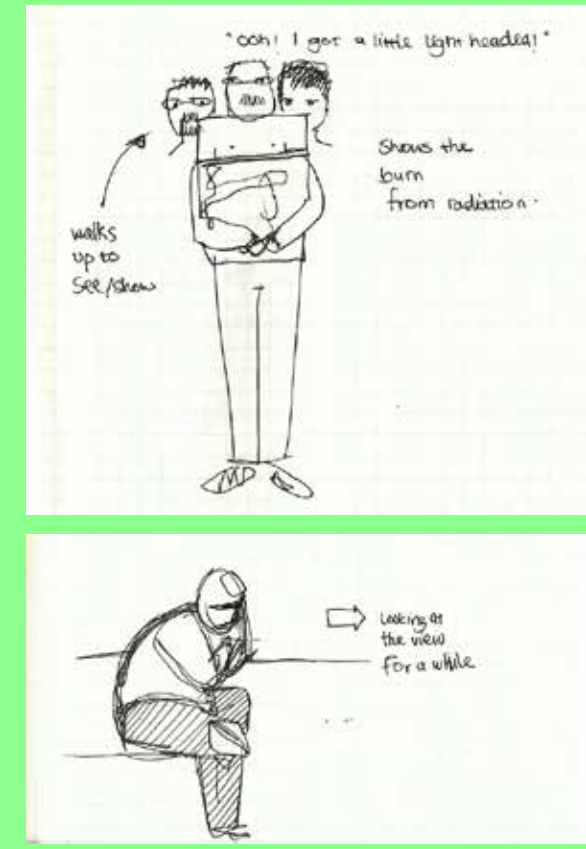 "ooh! I got a little light headed!"
Shows the
burn
from radiation.
walks
up to
see/show
Looking at
the view
for a while